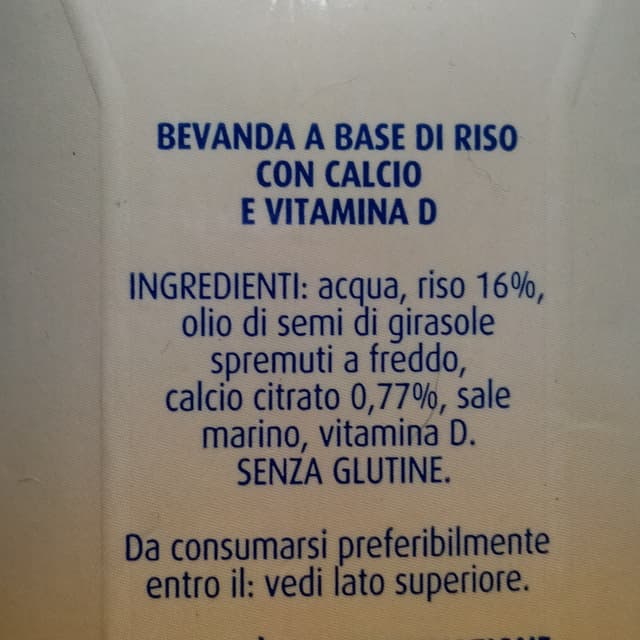 BEVANDA A BASE DI RISO
CON CALCIO
E VITAMINA D
INGREDIENTI: acqua, riso 16%,
olio di semi di girasole
spremuti a freddo,
calcio citrato 0,77%, sale
marino, vitamina D.
SENZA GLUTINE.
Da consumarsi preferibilmente
entro il: vedi lato superiore.